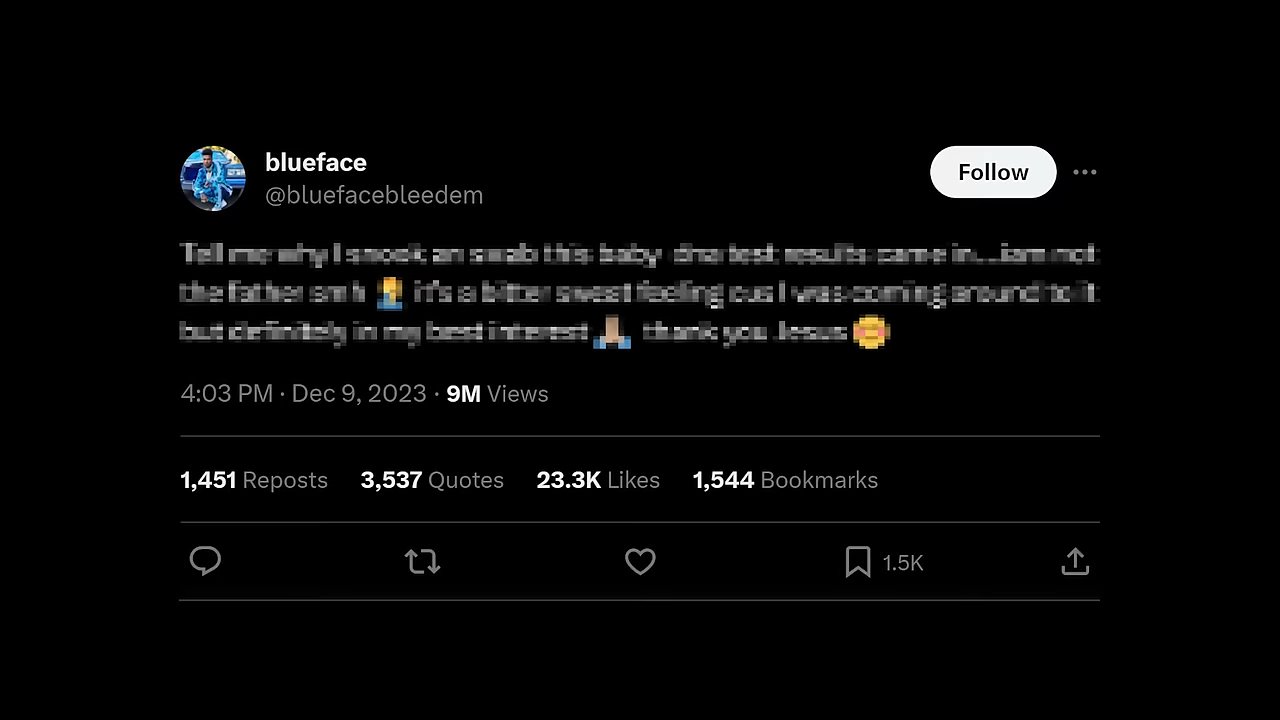 blueface
Follow
@bluefacebleedem
Tell me why I snook an swab this baby dna test results came in....iam not
the father smh 🤦‍♂️ it's a bitter sweet feeling cus I was coming around to it
but definitely in my best interest 🙏🏼 thank you Jesus ☺️
4:03 PM · Dec 9, 2023 · 9M Views
1,451 Reposts 3,537 Quotes 23.3K Likes 1,544 Bookmarks
1.5K